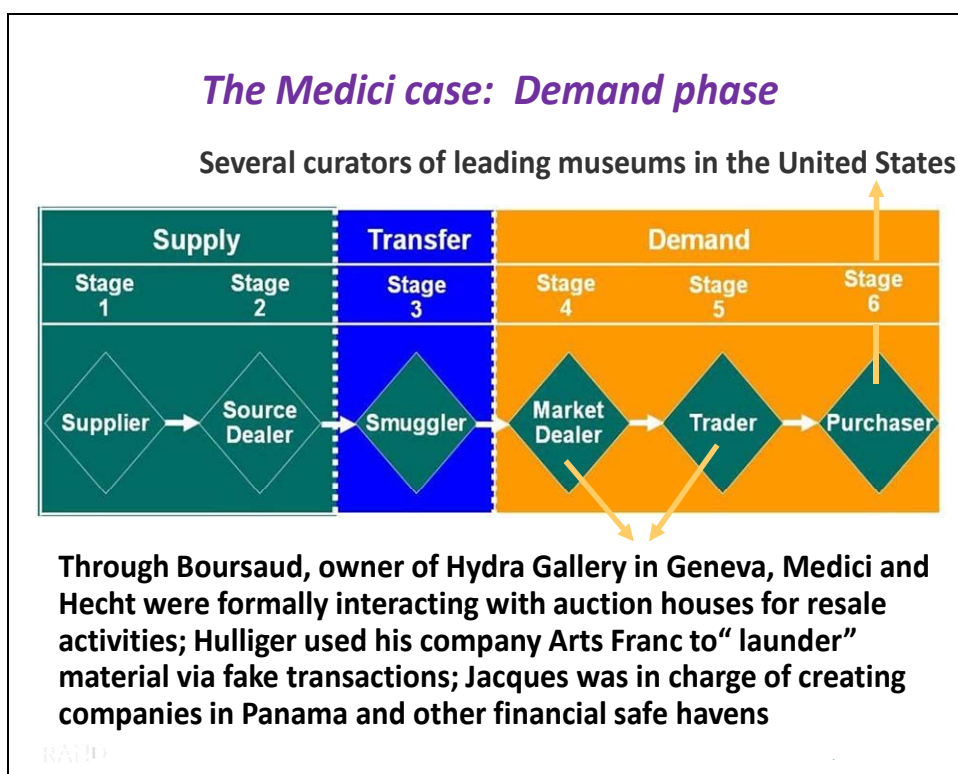 The Medici case:  Demand phase
Several curators of leading museums in the United States
Supply
Transfer
Demand
Stage
1
Stage
2
Stage
3
Stage
4
Stage
5
Stage
6
Supplier
Source
Dealer
Smuggler
Market
Dealer
Trader
Purchaser
Through Boursaud, owner of Hydra Gallery in Geneva, Medici and
Hecht were formally interacting with auction houses for resale
activities; Hulliger used his company Arts Franc to“ launder”
material via fake transactions; Jacques was in charge of creating
companies in Panama and other financial safe havens
RAND